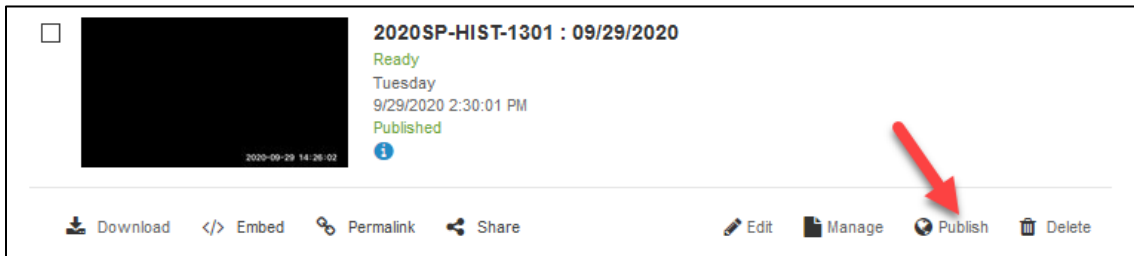 2020SP-HIST-1301 : 09/29/2020
Ready
Tuesday
9/29/2020 2:30:01 PM
Published
2020-09-29 14:26:02
Download </> Embed Permalink Share Edit Manage Publish Delete